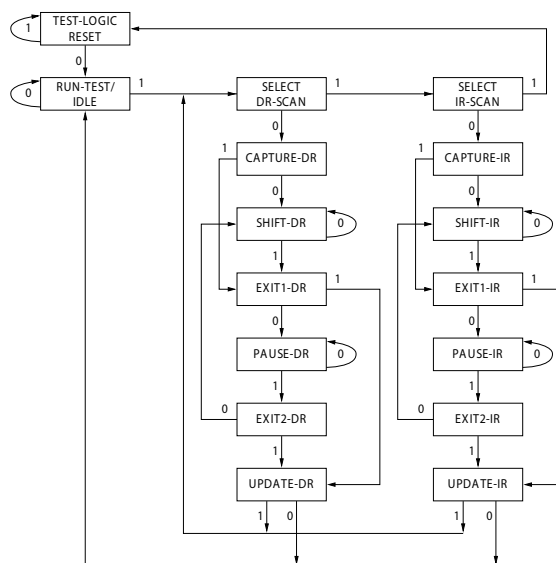 TEST-LOGIC
RESET
1
0
RUN-TEST/
IDLE
0
1
SELECT
DR-SCAN
1
SELECT
IR-SCAN
1
0
0
1
CAPTURE-DR
1
CAPTURE-IR
0
0
SHIFT-DR
0
SHIFT-IR
0
1
1
EXIT1-DR
1
EXIT1-IR
1
0
0
PAUSE-DR
0
PAUSE-IR
0
1
1
0
EXIT2-DR
0
EXIT2-IR
1
1
UPDATE-DR
UPDATE-IR
1
0
1
0